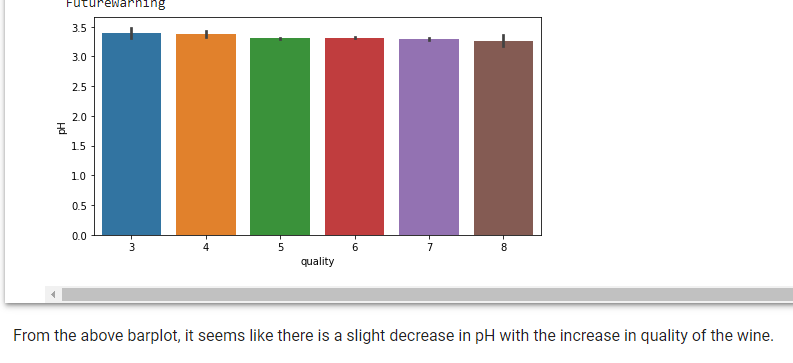 FutureWarning
3.5
3.0
2.5
2.0
1.5
1.0
0.5
0.0
pH
3 4 5 6 7 8
quality
From the above barplot, it seems like there is a slight decrease in pH with the increase in quality of the wine.